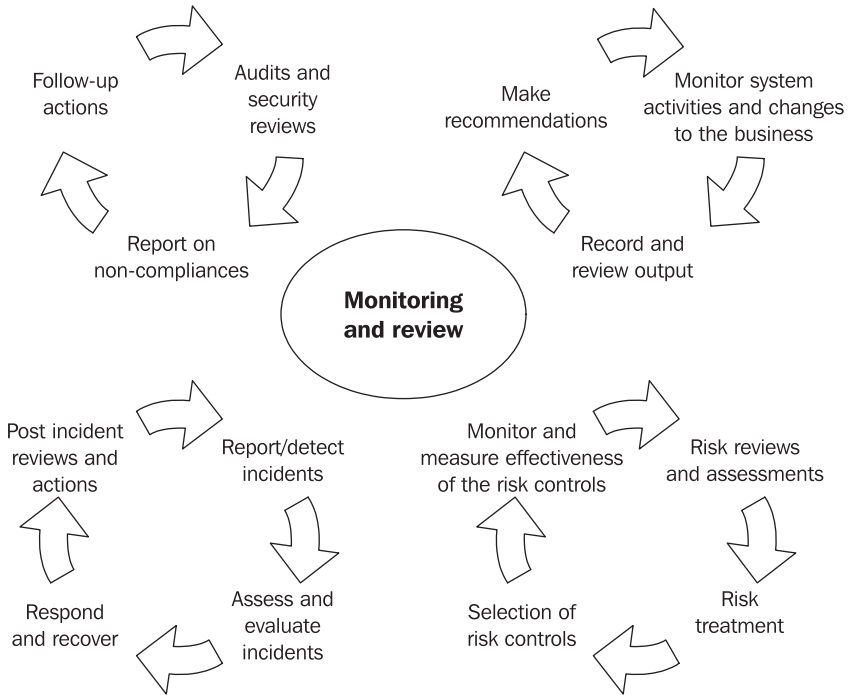 Follow-up
actions
Audits and
security
reviews
Report on
non-compliances
Make
recommendations
Monitor system
activities and changes
to the business
Record and
review output
Monitoring
and review
Post incident
reviews and
actions
Report/detect
incidents
Assess and
evaluate
incidents
Respond
and recover
Monitor and
measure effectiveness
of the risk controls
Risk reviews
and assessments
Risk
treatment
Selection of
risk controls